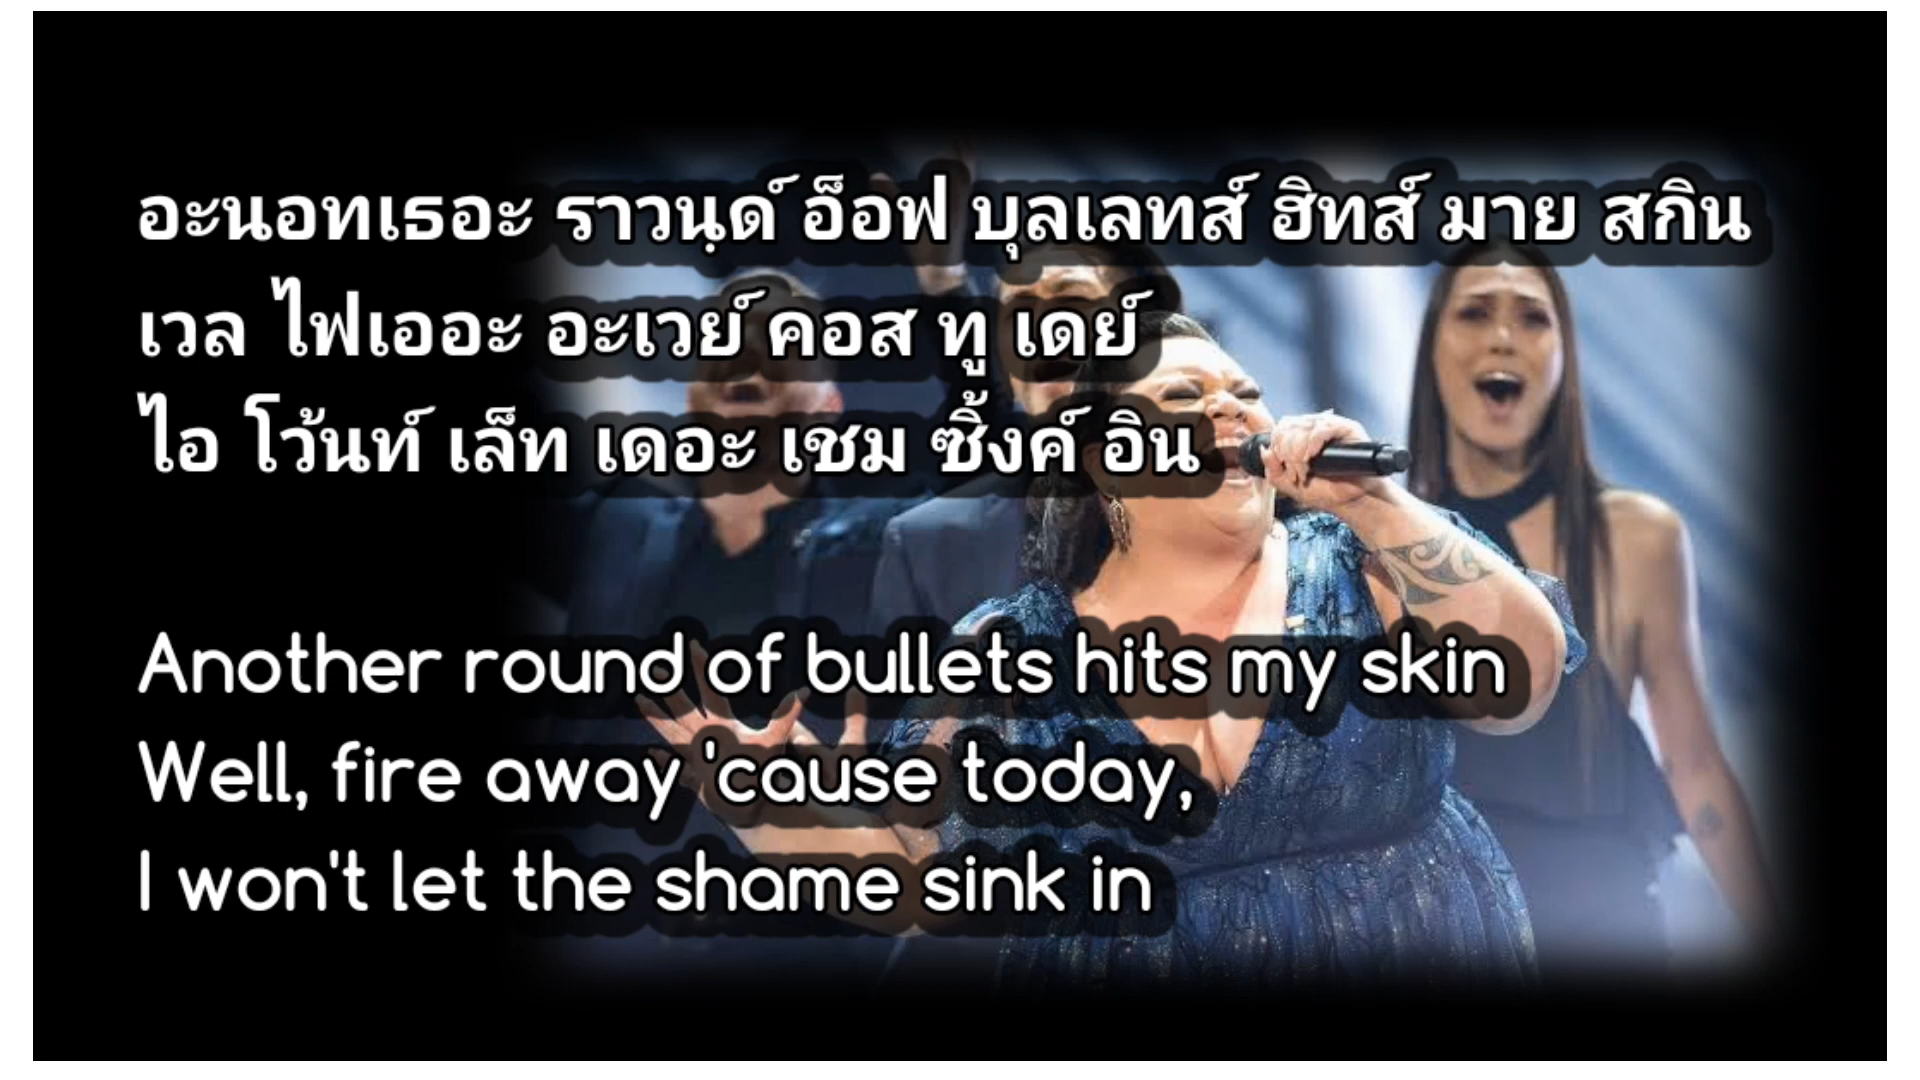 อะนอทเธอะ ราวนฺด์ อ็อฟ บุลเลทส์ ฮิทส์ มาย สกิน
เวล ไฟเออะ อะเวย์ คอส ทู เดย์
ไอ โว้นท์ เล็ท เดอะ เชม ซิ้งค์ อิน
Another round of bullets hits my skin
Well, fire away 'cause today,
I won't let the shame sink in